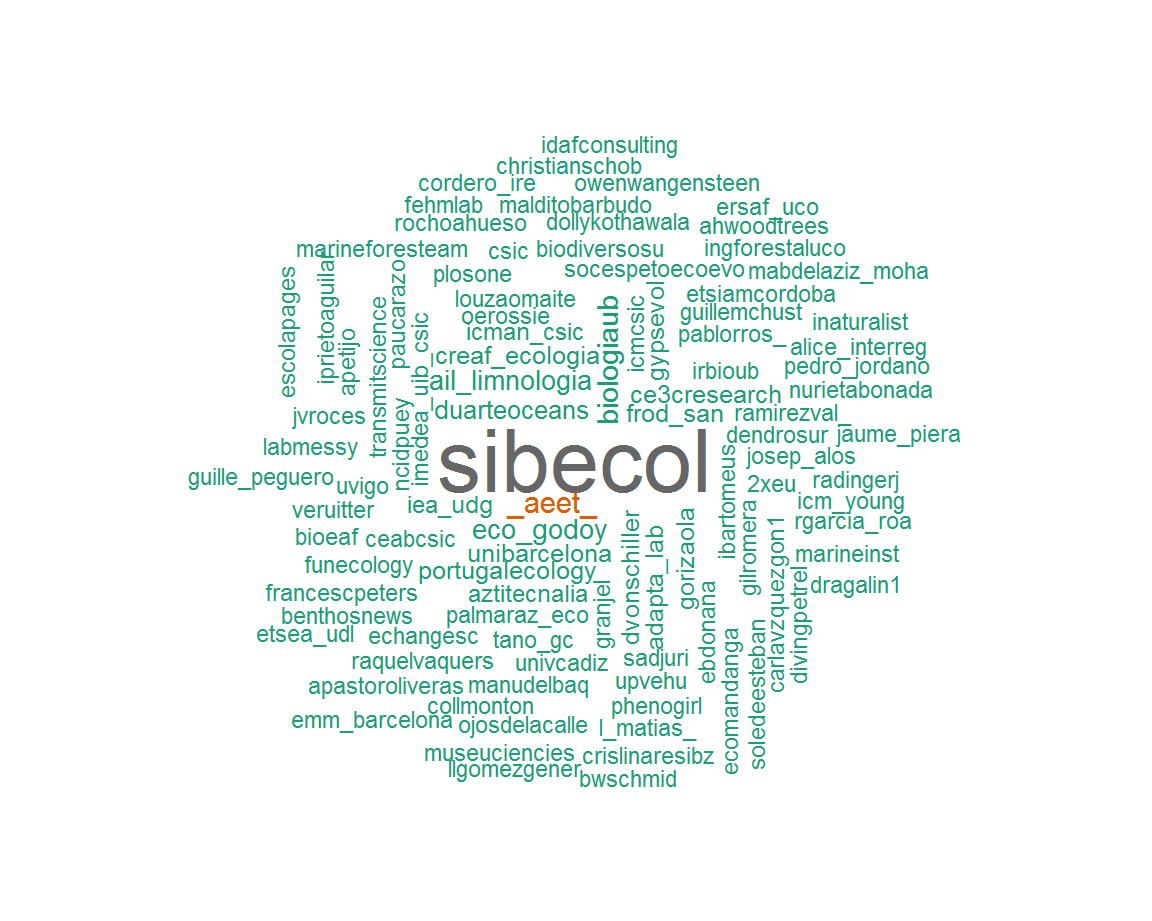 idafconsulting
christianschob
cordero_ire
owenwangensteen
fehmlab
malditobarbudo
ersaf_uco
rochoahueso
dollykothawala
ahwoodtrees
marineforesteam
csic
biodiversosu
ingforestaluco
plosone
socespetoecoevo
mabdelaziz_moha
escolapages
iprietoaguilar
apetijo
transmitscience
paucarazo
uib_csic
louzaomaite
oerossie
icman_csic
_creaf_ecologia
ail_limnologia
_duarteoceans
biologiaub
icmcsic
gypsevol
etsiamcordoba
guillemchust
pablorros_
inaturalist
alice_interreg
irbioub
pedro_jordano
ce3cresearch
nurietabonada
frod_san
ramirezval_
jvroces
ncidpuey
imedea_
sibecol
dendrosur
jaume_piera
labmessy
josep_alos
guille_peguero
uvigo
2xeu
radingerj
veruitter
iea_udg
_aeet_
icm_young
rgarcia_roa
bioeaf
ceabcsic
eco_godoy
ibartomeus
funecology
unibarcelona
marineinst
portugalecology_
dvonschiller
adapta_lab
gorizaola
gilromera
carlavzquezgon1
divingpetrel
dragalin1
francescpeters
aztitecnalia
granjel
benthosnews
palmaraz_eco
ebdonana
etsea_udl
echangesc
tano_gc
ecomandanga
soledeesteban
raquelvaquers
univcadiz
sadjuri
apastoroliveras
manudelbaq
upvehu
collmonton
phenogirl
emm_barcelona
ojosdelacalle
l_matias_
museuciencies
crislinaresibz
llgomezgener
bwschmid